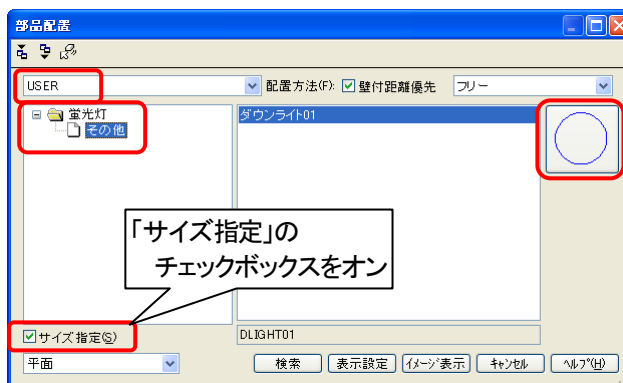 部品配置
USER
配置方法(F): 壁付距離優先 フリー
蛍光灯
その他
ダウンライト01
「サイズ指定」の
チェックボックスをオン
サイズ指定(S)
DLIGHT01
平面
検索 表示設定 イメージ表示 キャンセル ヘルプ(H)